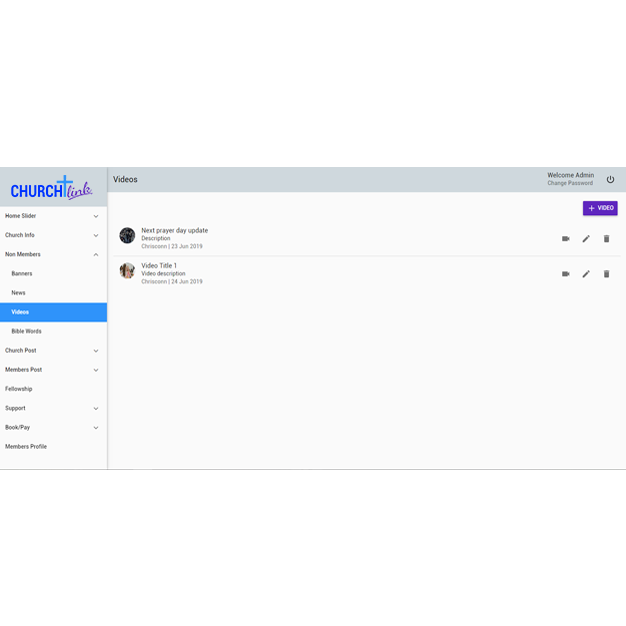 CHURCH link
Videos
Welcome Admin
Change Password
Home Slider
Church Info
Non Members
Banners
News
Videos
Bible Words
Church Post
Members Post
Fellowship
Support
Book/Pay
Members Profile
+ VIDEO
Next prayer day update
Description
Chrisconn | 23 Jun 2019
Video Title 1
Video description
Chrisconn | 24 Jun 2019